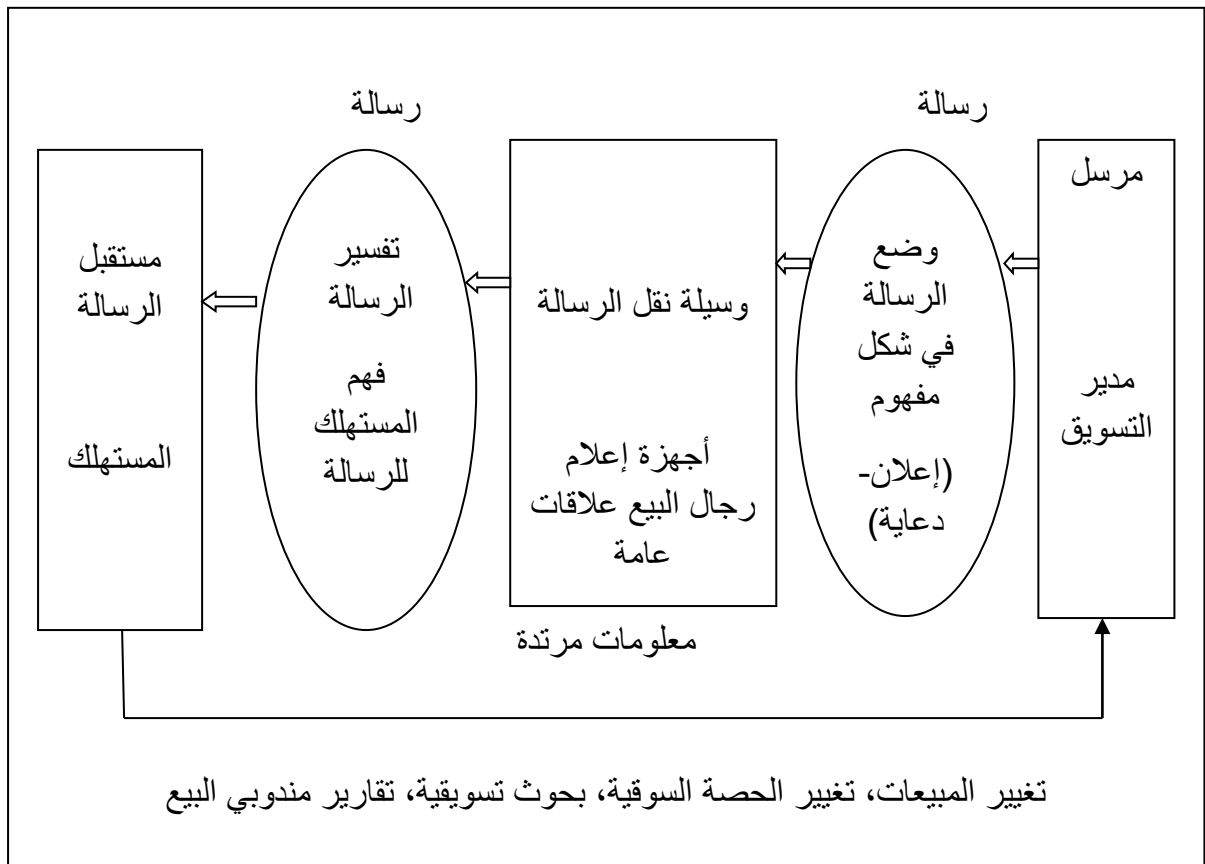 رسالة
رسالة
مرسل
مدير
التسويق
وضع
الرسالة
في شكل
مفهوم
(إعلان-
دعاية)
وسيلة نقل الرسالة
أجهزة إعلام
رجال البيع علاقات
عامة
تفسير
الرسالة
فهم
المستهلك
للرسالة
مستقبل
الرسالة
المستهلك
معلومات مرتدة
تغيير المبيعات، تغيير الحصة السوقية، بحوث تسويقية، تقارير مندوبي البيع